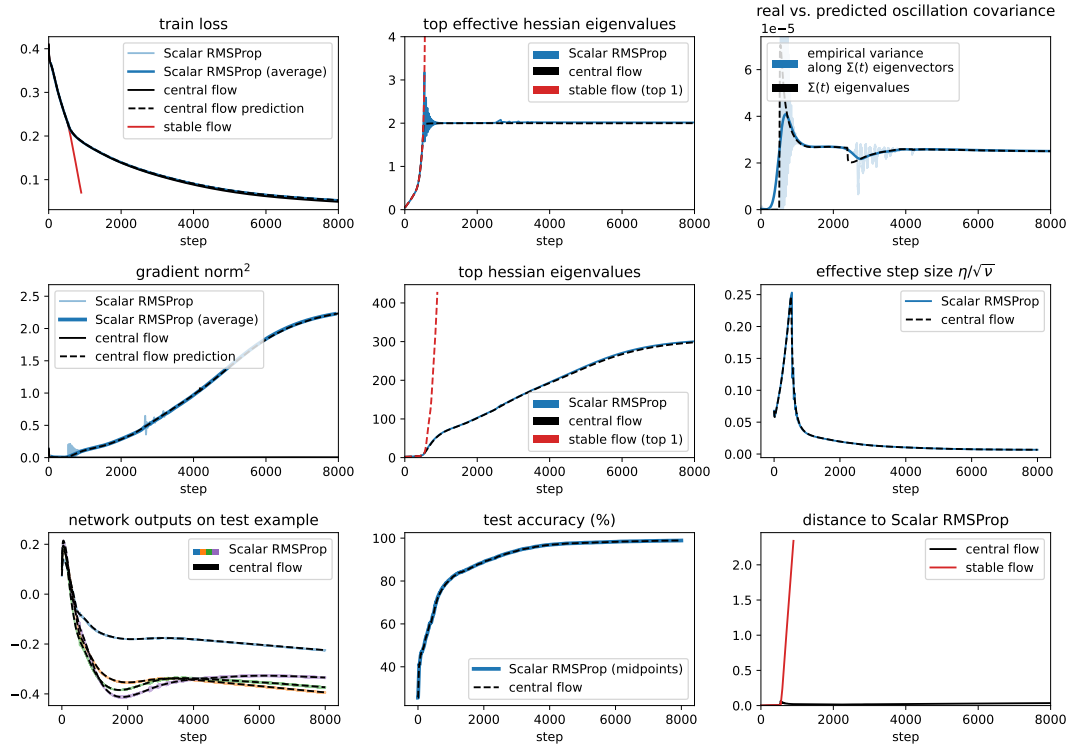 train loss
0.4
0.3
0.2
0.1
0
2000
4000
6000
8000
step
Scalar RMSProp
Scalar RMSProp (average)
central flow
central flow prediction
stable flow
top effective hessian eigenvalues
4
3
2
1
0
0
2000
4000
6000
8000
step
Scalar RMSProp
central flow
stable flow (top 1)
real vs. predicted oscillation covariance
1e−5
6
4
2
0
0
2000
4000
6000
8000
step
empirical variance
along Σ(t) eigenvectors
Σ(t) eigenvalues
gradient norm²
2.5
2.0
1.5
1.0
0.5
0.0
0
2000
4000
6000
8000
step
Scalar RMSProp
Scalar RMSProp (average)
central flow
central flow prediction
top hessian eigenvalues
400
300
200
100
0
0
2000
4000
6000
8000
step
Scalar RMSProp
central flow
stable flow (top 1)
effective step size η/√ν
0.25
0.20
0.15
0.10
0.05
0.00
0
2000
4000
6000
8000
step
Scalar RMSProp
central flow
network outputs on test example
0.2
0.0
−0.2
−0.4
0
2000
4000
6000
8000
step
Scalar RMSProp
central flow
test accuracy (%)
100
80
60
40
0
2000
4000
6000
8000
step
Scalar RMSProp (midpoints)
central flow
distance to Scalar RMSProp
2.0
1.5
1.0
0.5
0.0
0
2000
4000
6000
8000
step
central flow
stable flow